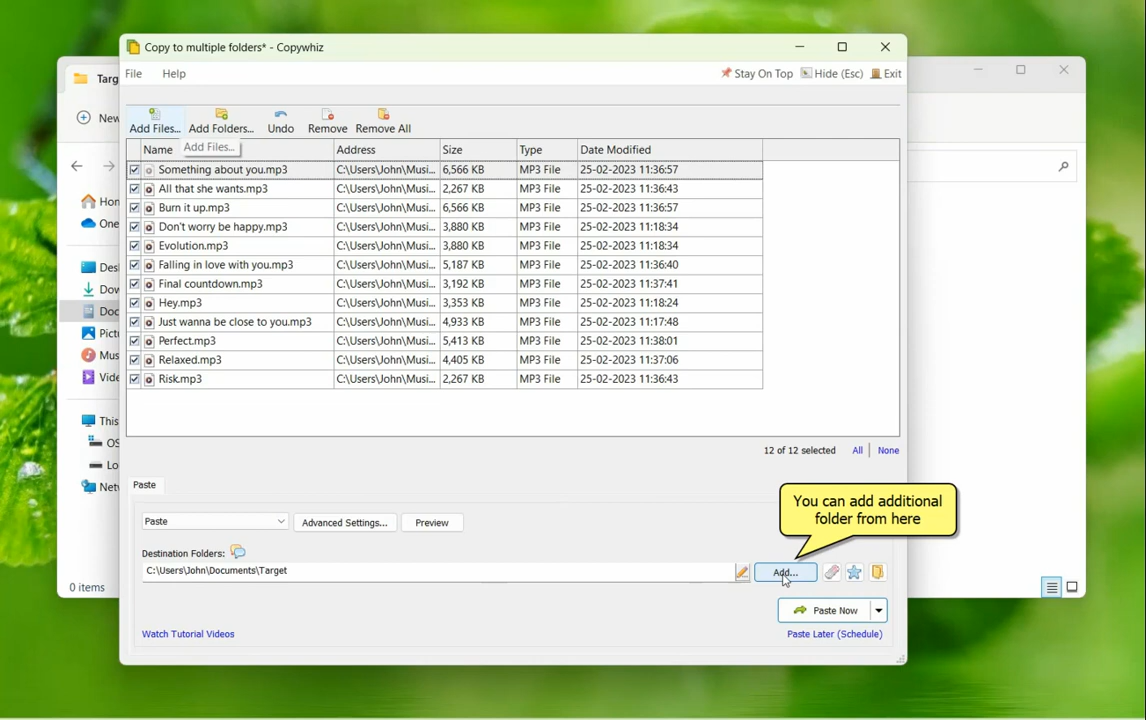 Copy to multiple folders* - Copywhiz
Targ
File Help
Stay On Top Hide (Esc) Exit
New
Add Files... Add Folders... Undo Remove Remove All
Add Files...
Name Address Size Type Date Modified
Something about you.mp3 C:\Users\John\Musi... 6,566 KB MP3 File 25-02-2023 11:36:57
All that she wants.mp3 C:\Users\John\Musi... 2,267 KB MP3 File 25-02-2023 11:36:43
Burn it up.mp3 C:\Users\John\Musi... 6,566 KB MP3 File 25-02-2023 11:36:57
Don't worry be happy.mp3 C:\Users\John\Musi... 3,880 KB MP3 File 25-02-2023 11:18:34
Evolution.mp3 C:\Users\John\Musi... 3,880 KB MP3 File 25-02-2023 11:18:34
Falling in love with you.mp3 C:\Users\John\Musi... 5,187 KB MP3 File 25-02-2023 11:36:40
Final countdown.mp3 C:\Users\John\Musi... 3,192 KB MP3 File 25-02-2023 11:37:41
Hey.mp3 C:\Users\John\Musi... 3,353 KB MP3 File 25-02-2023 11:18:24
Just wanna be close to you.mp3 C:\Users\John\Musi... 4,933 KB MP3 File 25-02-2023 11:17:48
Perfect.mp3 C:\Users\John\Musi... 5,413 KB MP3 File 25-02-2023 11:38:01
Relaxed.mp3 C:\Users\John\Musi... 4,405 KB MP3 File 25-02-2023 11:37:06
Risk.mp3 C:\Users\John\Musi... 2,267 KB MP3 File 25-02-2023 11:36:43
Hon
One
Desk
Dow
Doc
Pictu
Mus
Vide
This
OS
Lo
Netw
12 of 12 selected All None
Paste
You can add additional
folder from here
Paste Advanced Settings... Preview
Destination Folders:
C:\Users\John\Documents\Target Add...
0 items
Paste Now
Watch Tutorial Videos Paste Later (Schedule)